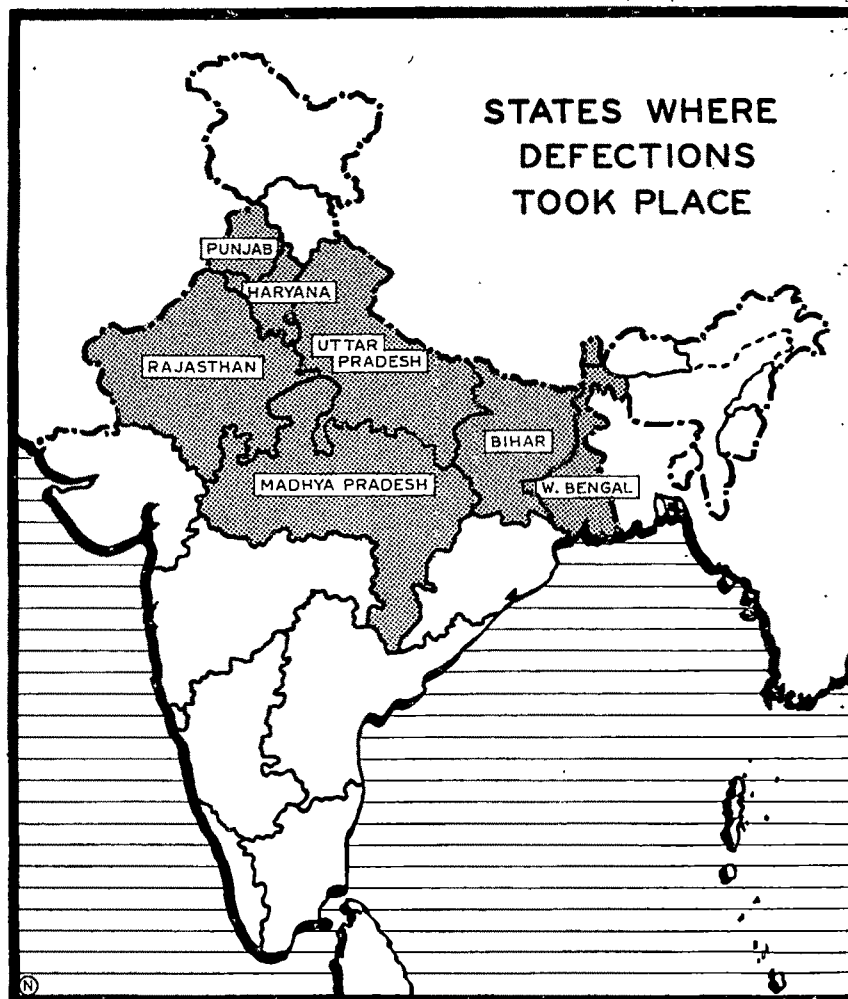 STATES WHERE
DEFECTIONS
TOOK PLACE
PUNJAB
HARYANA
UTTAR
PRADESH
RAJASTHAN
BIHAR
MADHYA PRADESH
W. BENGAL
N